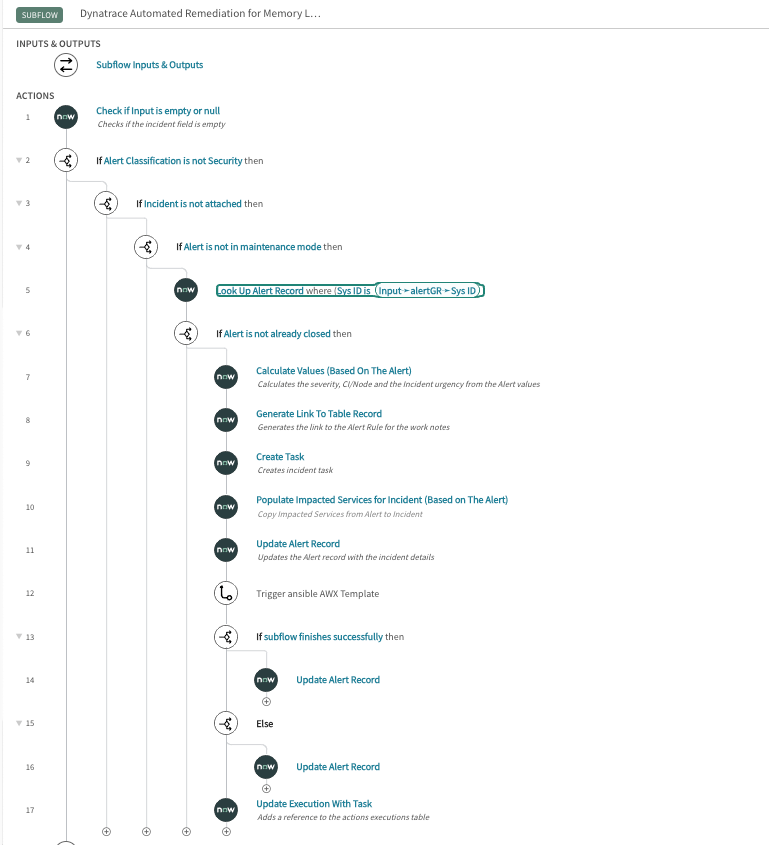 SUBFLOW Dynatrace Automated Remediation for Memory L...
INPUTS & OUTPUTS
Subflow Inputs & Outputs
ACTIONS
1 now Check if Input is empty or null
Checks if the incident field is empty
2 If Alert Classification is not Security then
3 If Incident is not attached then
4 If Alert is not in maintenance mode then
5 now Look Up Alert Record where (Sys ID is (Input ➛ alertGR ➛ Sys ID)
6 If Alert is not already closed then
7 now Calculate Values (Based On The Alert)
Calculates the severity, CI/Node and the Incident urgency from the Alert values
8 now Generate Link To Table Record
Generates the link to the Alert Rule for the work notes
9 now Create Task
Creates incident task
10 now Populate Impacted Services for Incident (Based on The Alert)
Copy Impacted Services from Alert to Incident
11 now Update Alert Record
Updates the Alert record with the incident details
12 Trigger ansible AWX Template
13 If subflow finishes successfully then
14 now Update Alert Record
15 Else
16 now Update Alert Record
17 now Update Execution With Task
Adds a reference to the actions executions table